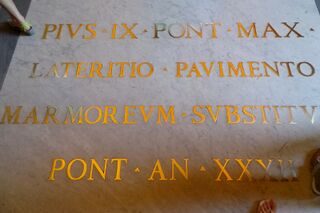 PIVS · IX · PONT · MAX ·
LATERITIO · PAVIMENTO
MARMOREVM · SVBSTITV
PONT · AN · XXXII